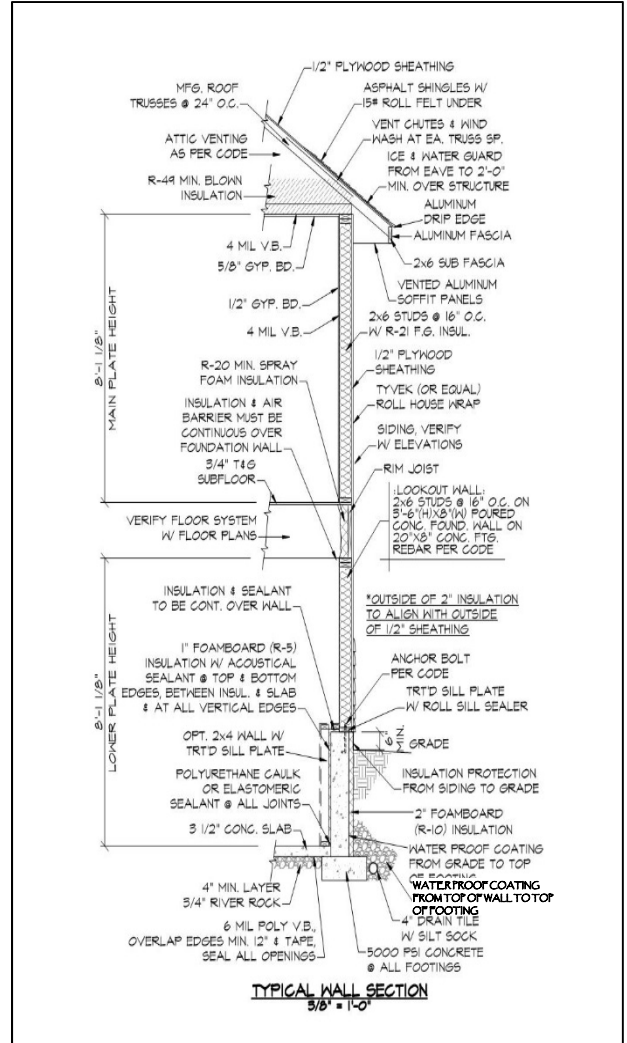 1/2" PLYWOOD SHEATHING
MFG. ROOF
TRUSSES @ 24" O.C.
ASPHALT SHINGLES W/
15# ROLL FELT UNDER
ATTIC VENTING
AS PER CODE
VENT CHUTES & WIND
WASH AT EA. TRUSS SP.
R-49 MIN. BLOWN
INSULATION
ICE & WATER GUARD
FROM EAVE TO 2'-0"
MIN. OVER STRUCTURE
ALUMINUM
DRIP EDGE
ALUMINUM FASCIA
2x6 SUB FASCIA
VENTED ALUMINUM
SOFFIT PANELS
4 MIL V.B.
5/8" GYP. BD.
1/2" GYP. BD.
4 MIL V.B.
2x6 STUDS @ 16" O.C.
W/ R-21 F.G. INSUL.
8'-1 1/8"
MAIN PLATE HEIGHT
R-20 MIN. SPRAY
FOAM INSULATION
1/2" PLYWOOD
SHEATHING
INSULATION & AIR
BARRIER MUST BE
CONTINUOUS OVER
FOUNDATION WALL
TYVEK (OR EQUAL)
ROLL HOUSE WRAP
SIDING, VERIFY
W/ ELEVATIONS
3/4" T&G
SUBFLOOR
RIM JOIST
VERIFY FLOOR SYSTEM
W/ FLOOR PLANS
:LOOKOUT WALL:
2x6 STUDS @ 16" O.C. ON
3'-6"(H)X8"(W) POURED
CONC. FOUND. WALL ON
20"X8" CONC. FTG.
REBAR PER CODE
INSULATION & SEALANT
TO BE CONT. OVER WALL
*OUTSIDE OF 2" INSULATION
TO ALIGN WITH OUTSIDE
OF 1/2" SHEATHING
8'-1 1/8"
LOWER PLATE HEIGHT
1" FOAMBOARD (R-5)
INSULATION W/ ACOUSTICAL
SEALANT @ TOP & BOTTOM
EDGES, BETWEEN INSUL. & SLAB
& AT ALL VERTICAL EDGES
ANCHOR BOLT
PER CODE
TRT'D SILL PLATE
W/ ROLL SILL SEALER
OPT. 2x4 WALL W/
TRT'D SILL PLATE
6"
MIN.
GRADE
POLYURETHANE CAULK
OR ELASTOMERIC
SEALANT @ ALL JOINTS
INSULATION PROTECTION
FROM SIDING TO GRADE
2" FOAMBOARD
(R-10) INSULATION
3 1/2" CONC. SLAB
WATER PROOF COATING
FROM GRADE TO TOP
OF FOOTING
WATERPROOF COATING
FROM TOP OF WALL TO TOP
OF FOOTING
4" MIN. LAYER
3/4" RIVER ROCK
4" DRAIN TILE
W/ SILT SOCK
6 MIL POLY V.B.,
OVERLAP EDGES MIN. 12" & TAPE,
SEAL ALL OPENINGS
5000 PSI CONCRETE
@ ALL FOOTINGS
TYPICAL WALL SECTION
3/8" = 1'-0"